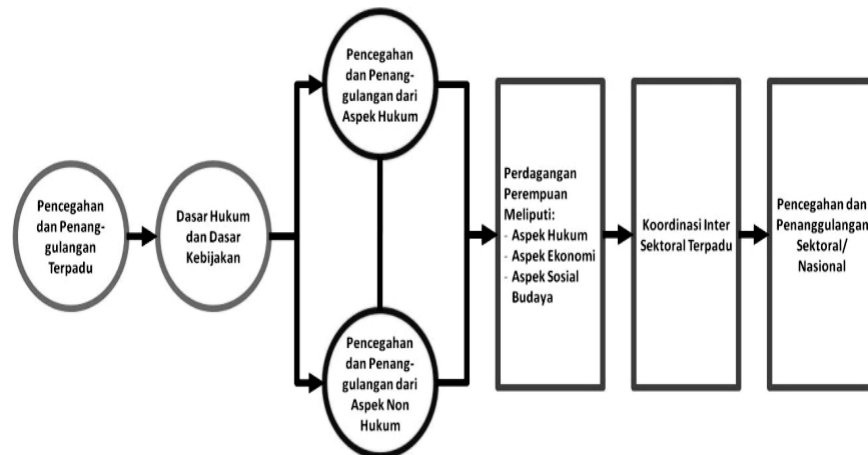 Pencegahan
dan Penang-
gulangan
Terpadu
Dasar Hukum
dan Dasar
Kebijakan
Pencegahan
dan Penang-
gulangan dari
Aspek Hukum
Pencegahan
dan Penang-
gulangan dari
Aspek Non
Hukum
Perdagangan
Perempuan
Meliputi:
- Aspek Hukum
- Aspek Ekonomi
- Aspek Sosial
Budaya
Koordinasi Inter
Sektoral Terpadu
Pencegahan dan
Penanggulangan
Sektoral/
Nasional